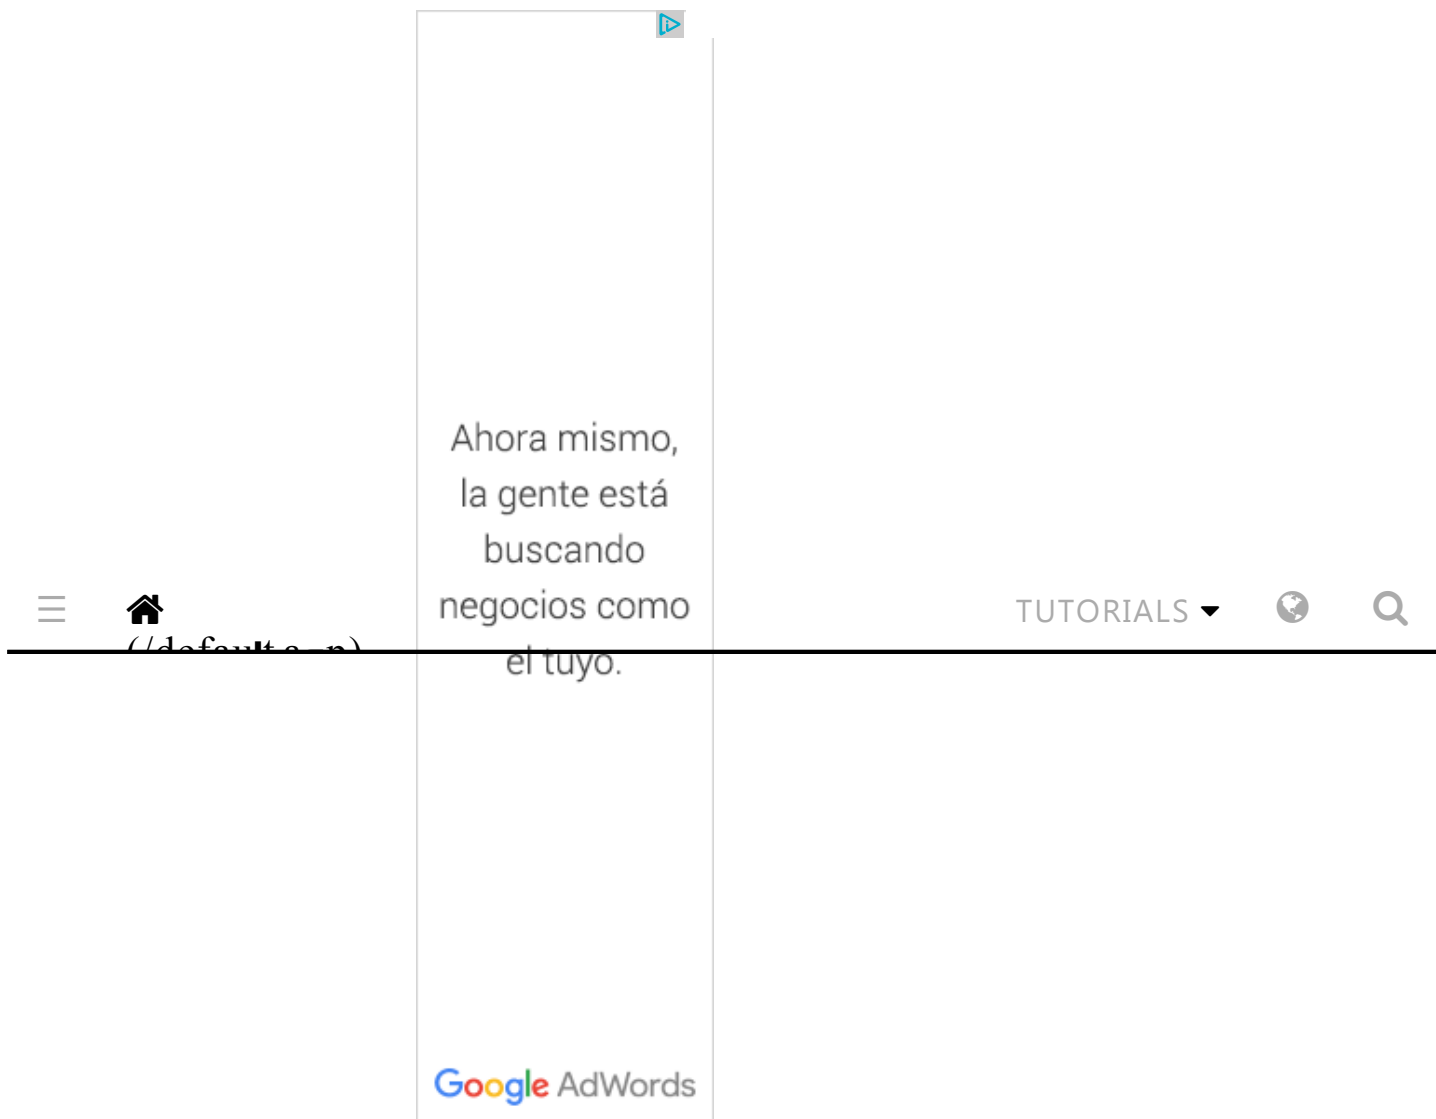 Ahora mismo,
la gente está
buscando
negocios como
el tuyo.
TUTORIALS
Google AdWords